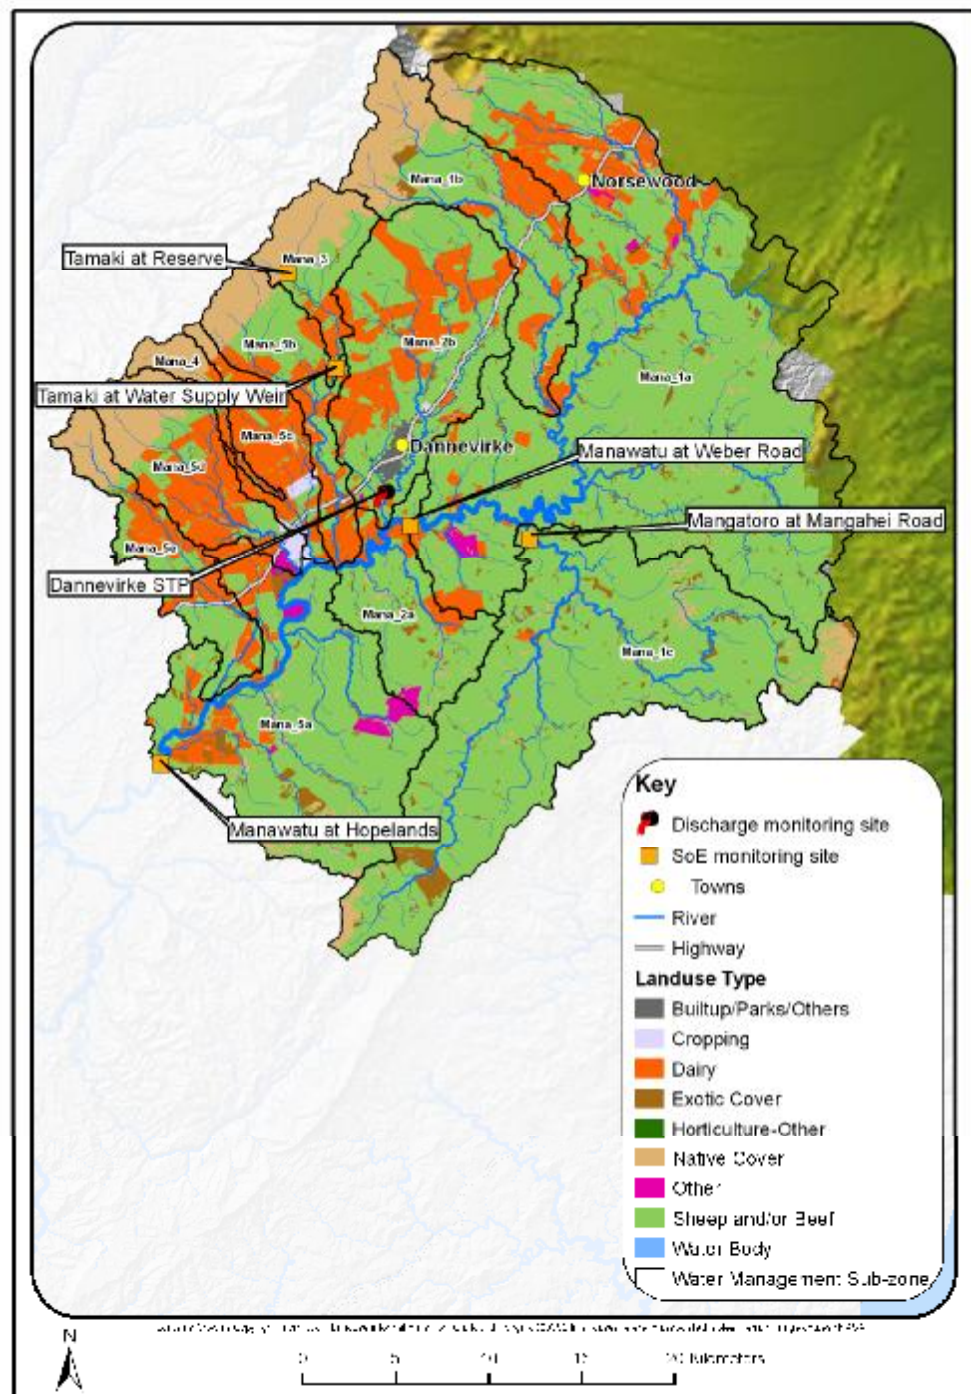 Mana_1b
Norsewood
Tamaki at Reserve
Mana_3
Mana_5b
Mana_2b
Mana_4
Mana_1a
Tamaki at Water Supply Weir
Mana_5c
Dannevirke
Manawatu at Weber Road
Mana_5d
Mangatoro at Mangahei Road
Mana_5e
Dannevirke STP
Mana_2a
Mana_1c
Mana_5a
Manawatu at Hopelands
Key
Discharge monitoring site
SoE monitoring site
Towns
River
Highway
Landuse Type
Builtup/Parks/Others
Cropping
Dairy
Exotic Cover
Horticulture-Other
Native Cover
Other
Sheep and/or Beef
Water Body
Water Management Sub-zone
N
0 5 10 15 20 Kilometers